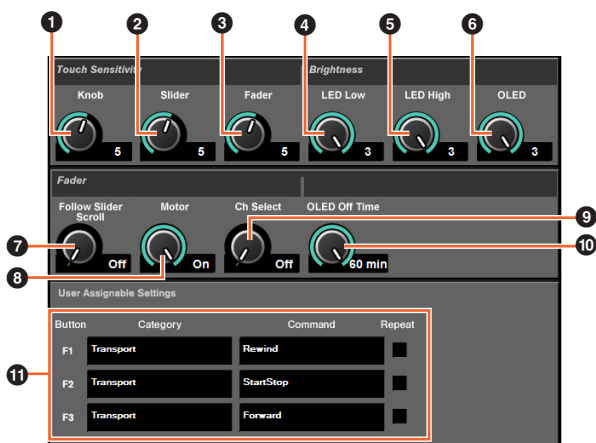 1 2 3 4 5 6
Touch Sensitivity Brightness
Knob Slider Fader LED Low LED High OLED
5 5 5 3 3 3
Fader
Follow Slider Scroll Motor Ch Select OLED Off Time
7 Off On Off 60 min 9
8 10
User Assignable Settings
Button Category Command Repeat
F1 Transport Rewind
11 F2 Transport StartStop
F3 Transport Forward